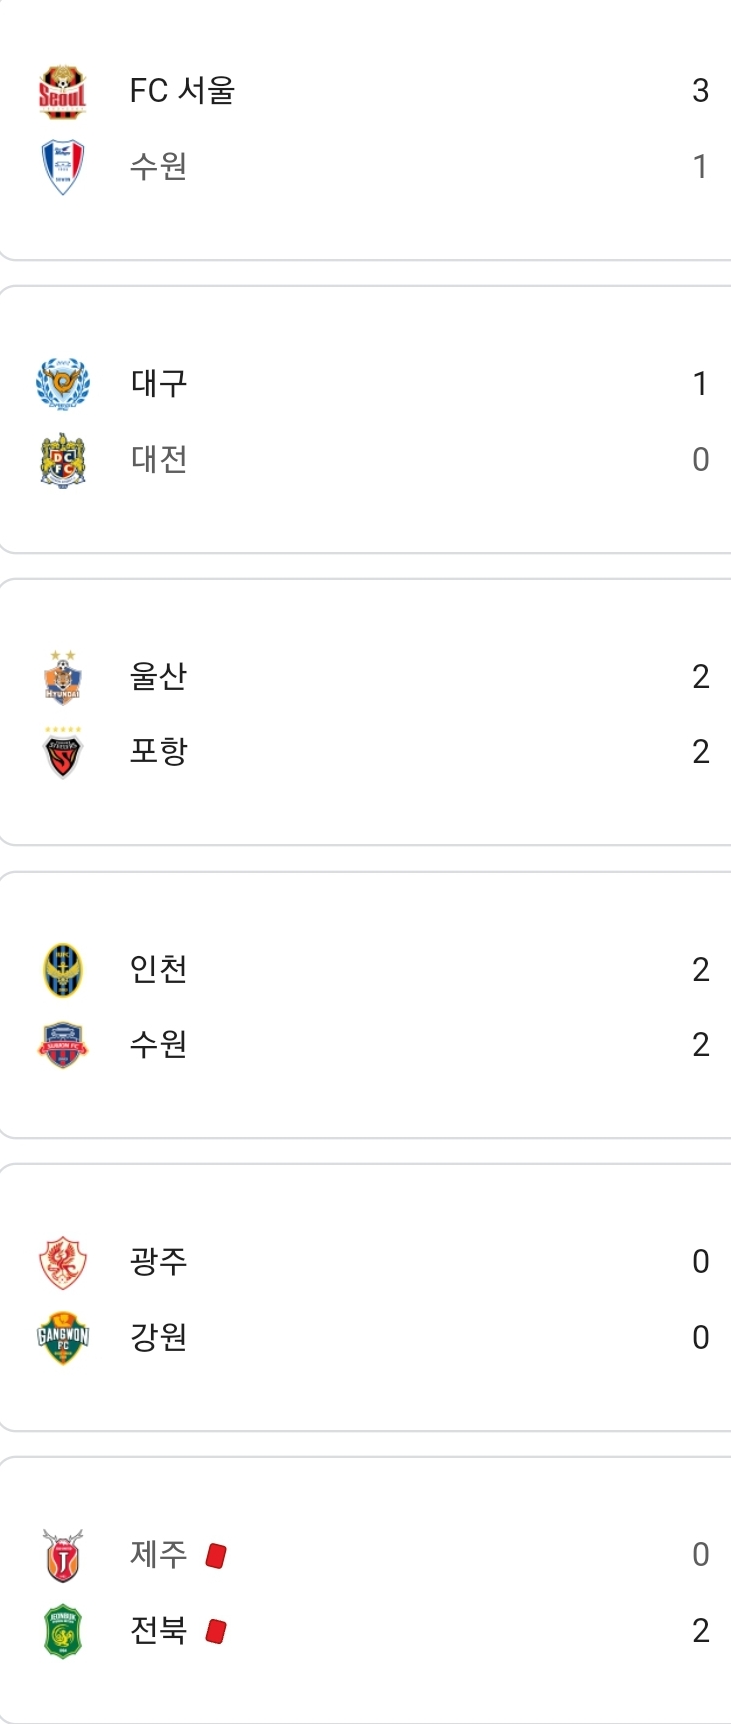 Seoul
FC 서울 3
수원 1
대구 1
DC
FC
대전 0
HYUNDAI
울산 2
포항 2
인천 2
SUWON FC
수원 2
광주 0
GANGWON
FC
강원 0
제주 0
JEONBUK
전북 2